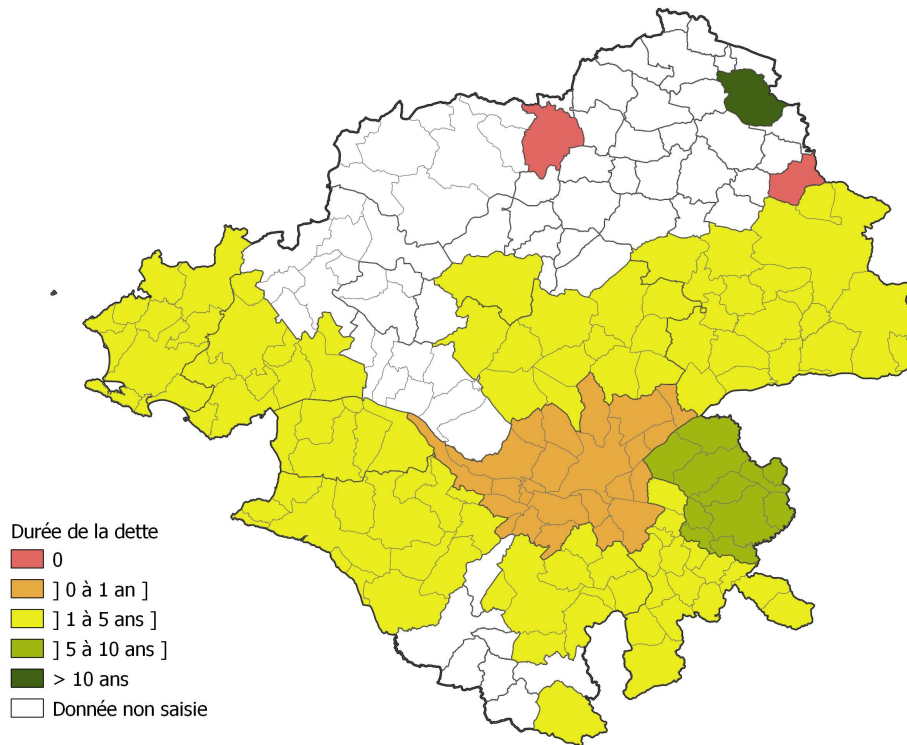 Durée de la dette
0
] 0 à 1 an ]
] 1 à 5 ans ]
] 5 à 10 ans ]
> 10 ans
Donnée non saisie